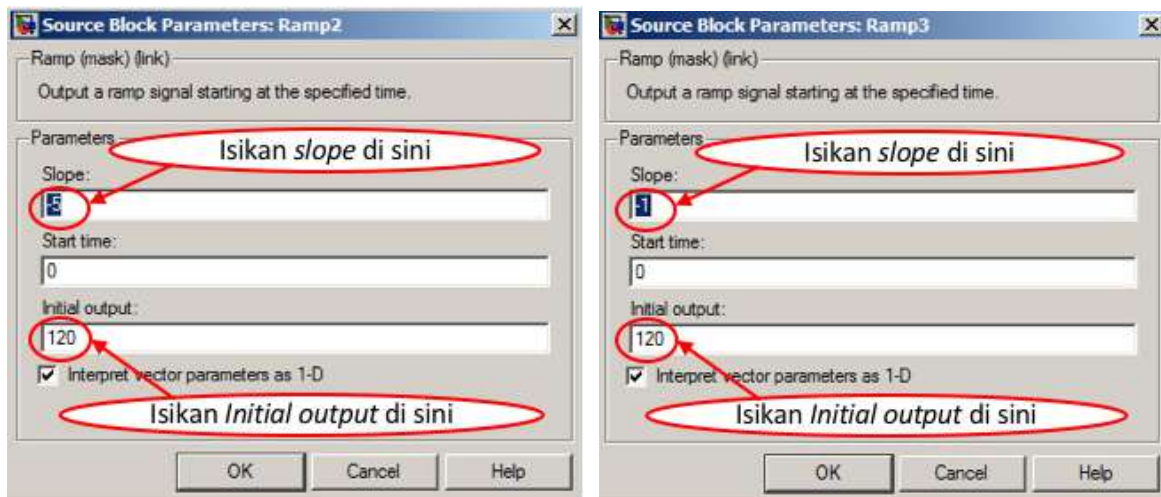 Source Block Parameters: Ramp2
Ramp (mask) (link)
Output a ramp signal starting at the specified time.
Parameters
Isikan slope di sini
Slope:
-5
Start time:
0
Initial output:
120
Interpret vector parameters as 1-D
Isikan Initial output di sini
OK
Cancel
Help
Source Block Parameters: Ramp3
Ramp (mask) (link)
Output a ramp signal starting at the specified time.
Parameters
Isikan slope di sini
Slope:
-1
Start time:
0
Initial output:
120
Interpret vector parameters as 1-D
Isikan Initial output di sini
OK
Cancel
Help